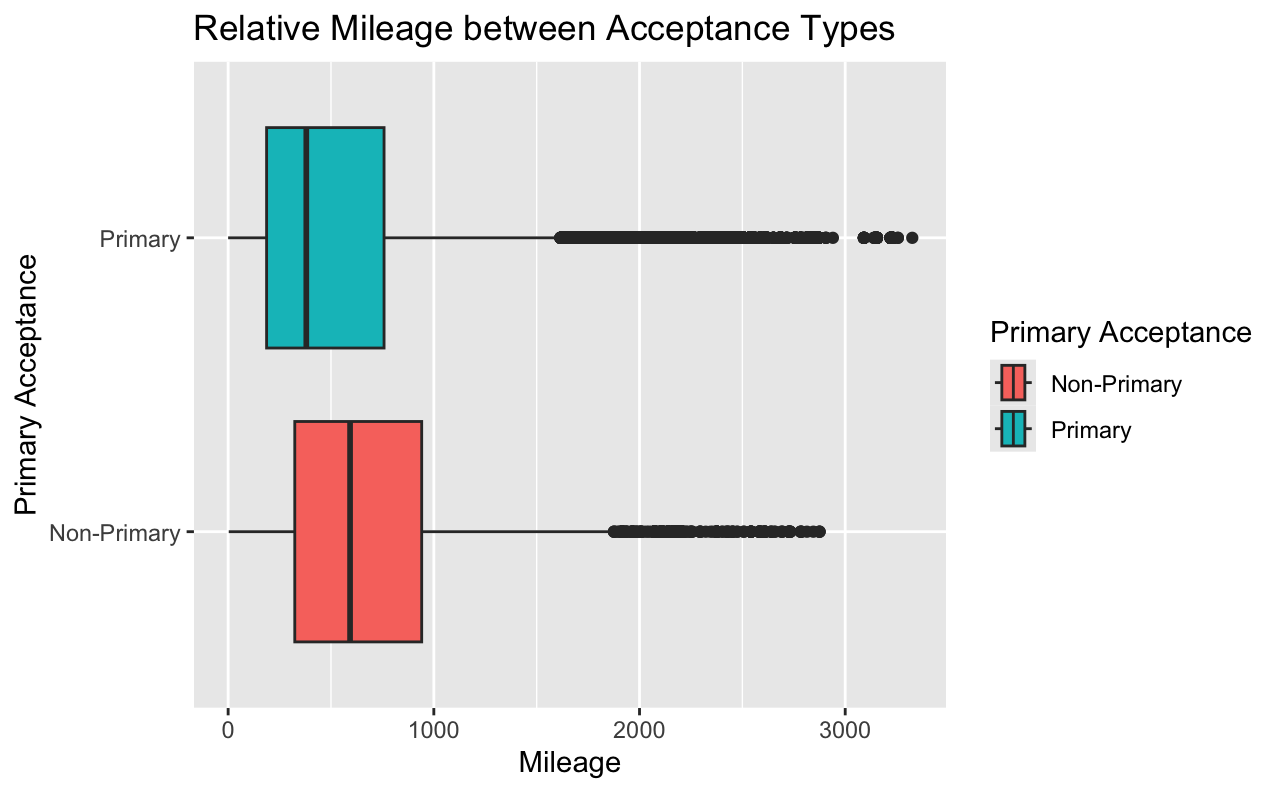 Relative Mileage between Acceptance Types
Primary Acceptance
Primary
Non-Primary
0 1000 2000 3000
Mileage
Primary Acceptance
Non-Primary
Primary